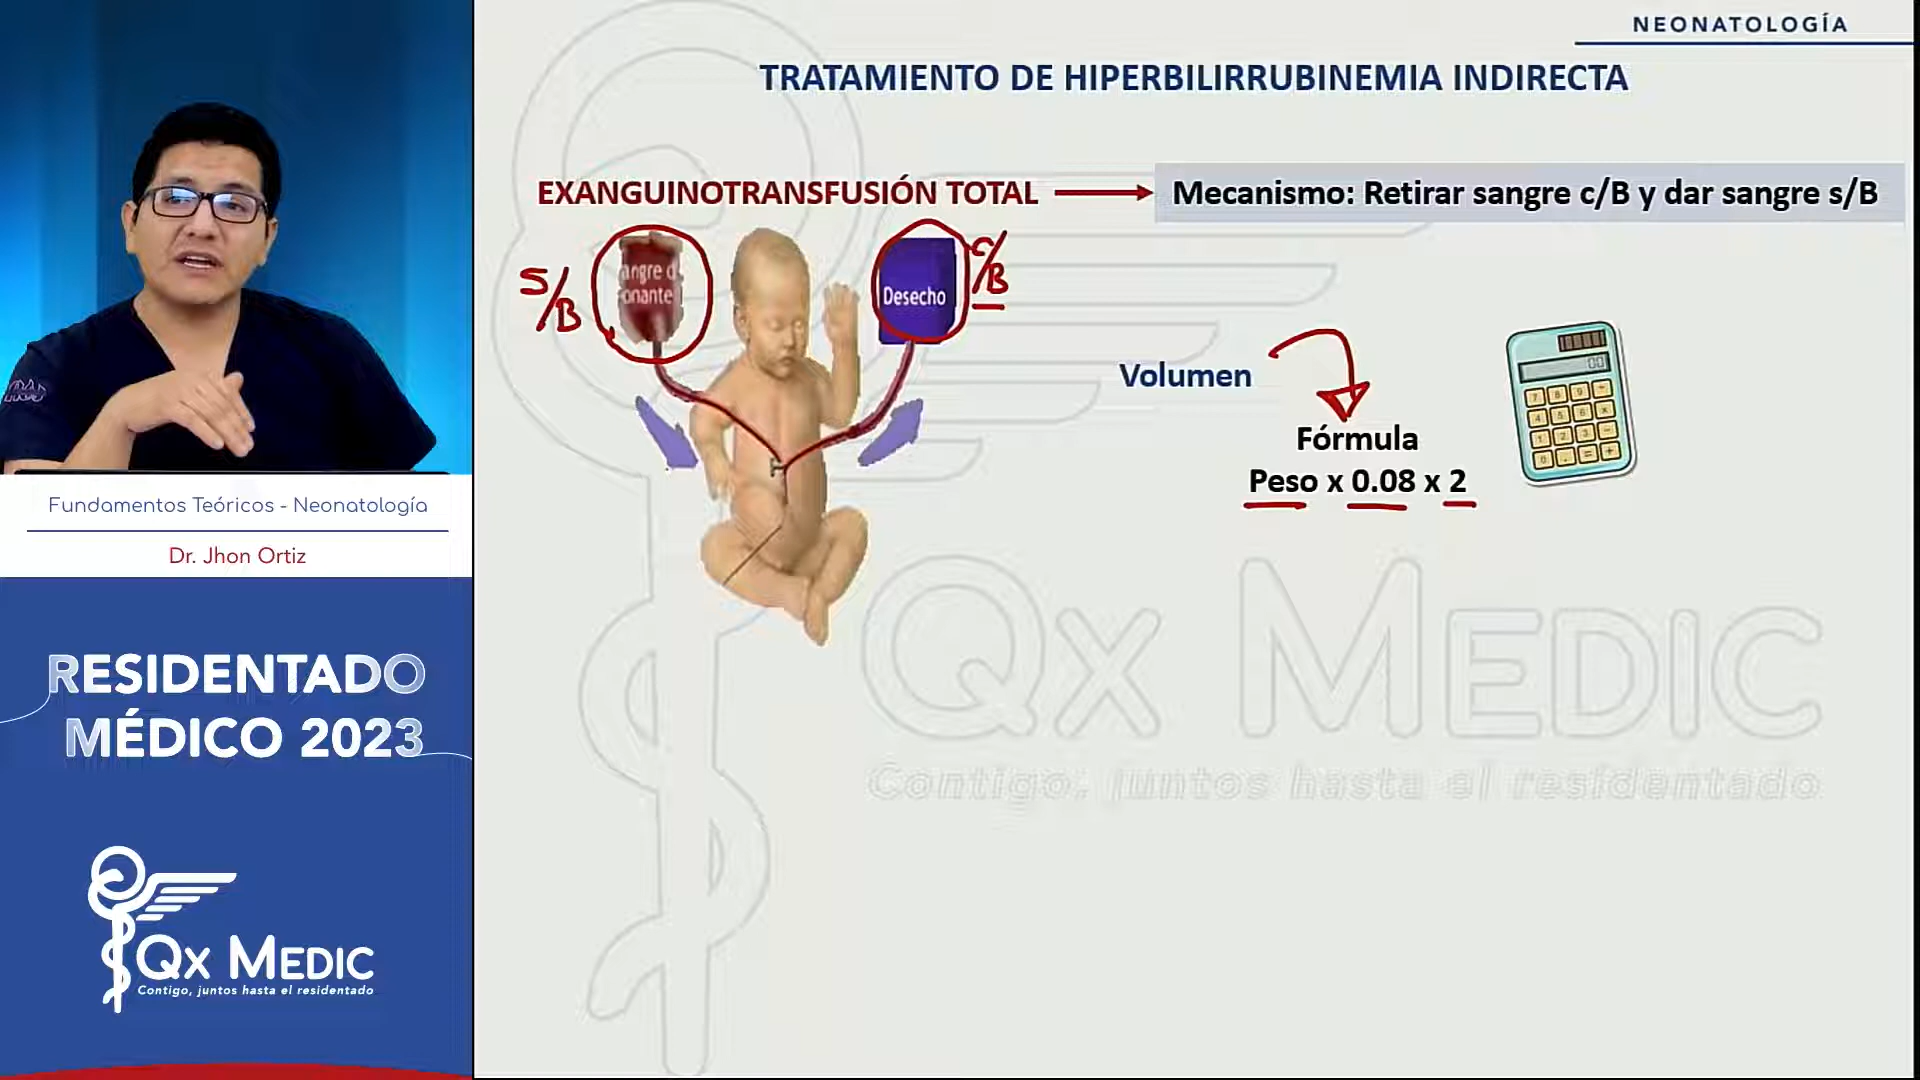 NEONATOLOGÍA
TRATAMIENTO DE HIPERBILIRRUBINEMIA INDIRECTA
EXANGUINOTRANSFUSIÓN TOTAL
Mecanismo: Retirar sangre c/B y dar sangre s/B
S/B
angre d
onante
Desecho
c/B
Volumen
Fórmula
Peso x 0.08 x 2
Fundamentos Teóricos - Neonatología
Dr. Jhon Ortiz
RESIDENTADO
MÉDICO 2023
QX MEDIC
Contigo, juntos hasta el residentado
QX MEDIC
Contigo, juntos hasta el residentado